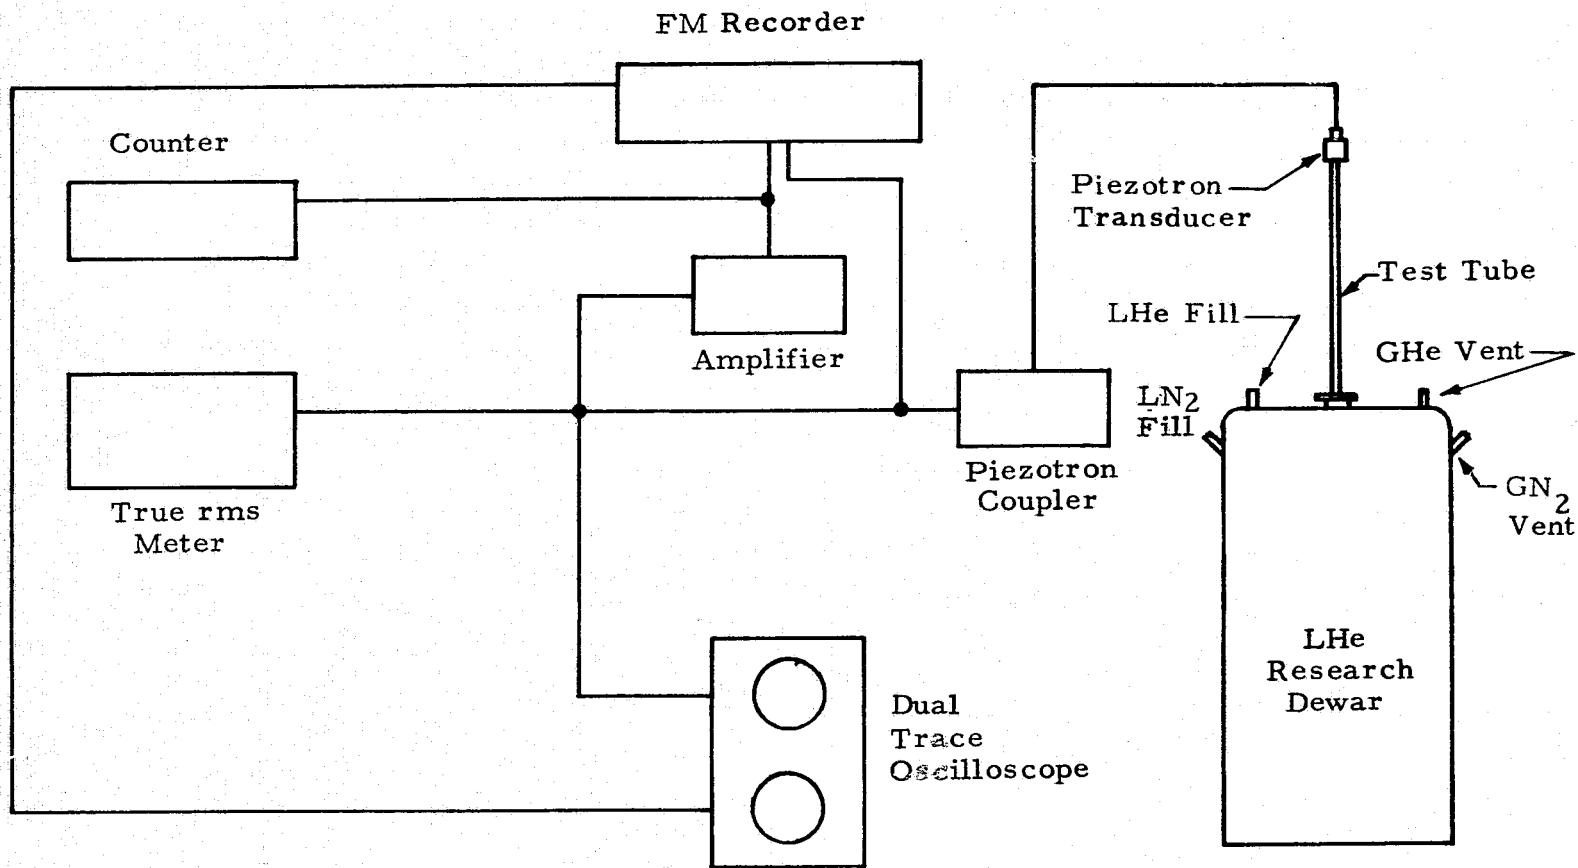 FM Recorder
Counter
Piezotron
Transducer
Test Tube
LHe Fill
GHe Vent
Amplifier
LN2
Fill
Piezotron
Coupler
GN2
Vent
True rms
Meter
LHe
Research
Dewar
Dual
Trace
Oscilloscope